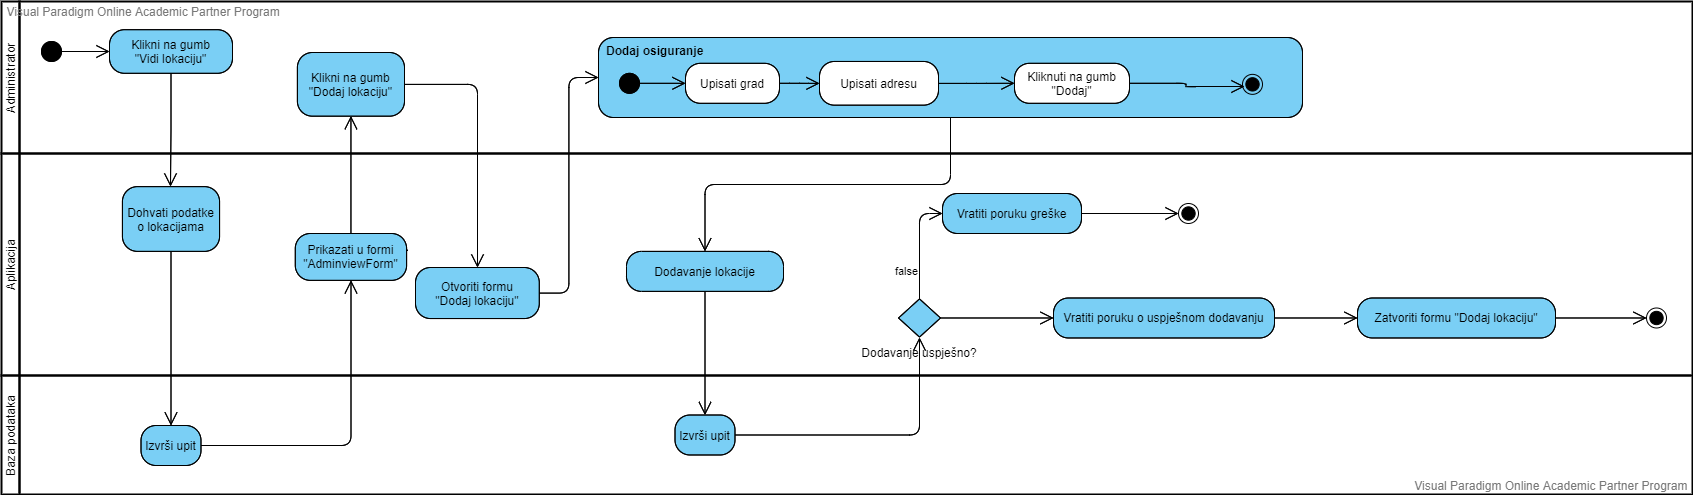 Visual Paradigm Online Academic Partner Program
Administrator
Klikni na gumb
"Vidi lokaciju"
Klikni na gumb
"Dodaj lokaciju"
Dodaj osiguranje
Upisati grad
Upisati adresu
Kliknuti na gumb
"Dodaj"
Aplikacija
Dohvati podatke
o lokacijama
Prikazati u formi
"AdminviewForm"
Otvoriti formu
"Dodaj lokaciju"
Dodavanje lokacije
Vratiti poruku greške
false
Dodavanje uspješno?
Vratiti poruku o uspješnom dodavanju
Zatvoriti formu "Dodaj lokaciju"
Baza podataka
Izvrši upit
Izvrši upit
Visual Paradigm Online Academic Partner Program